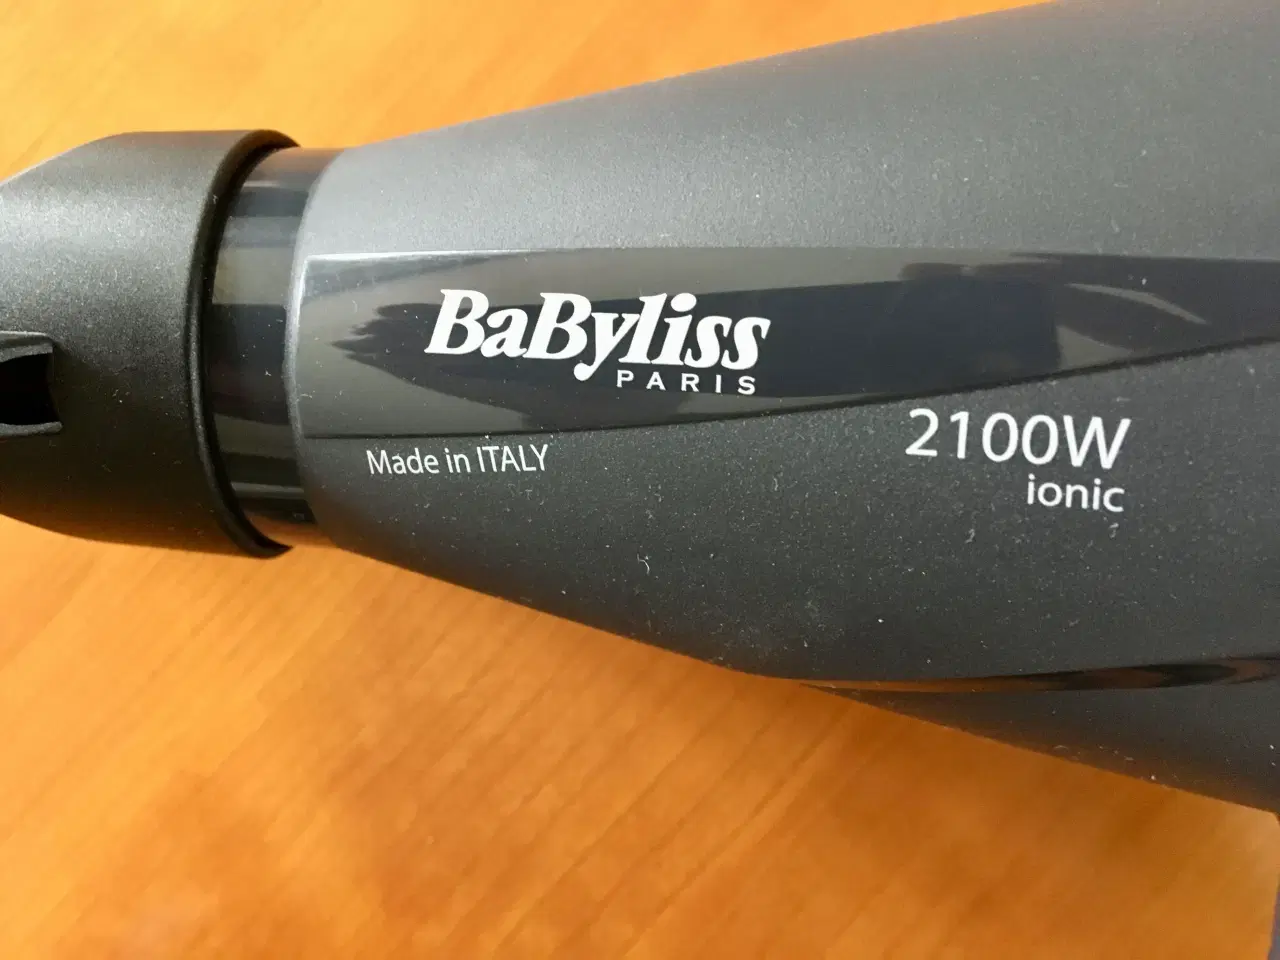 BaByliss
PARIS
Made in ITALY
2100W
ionic